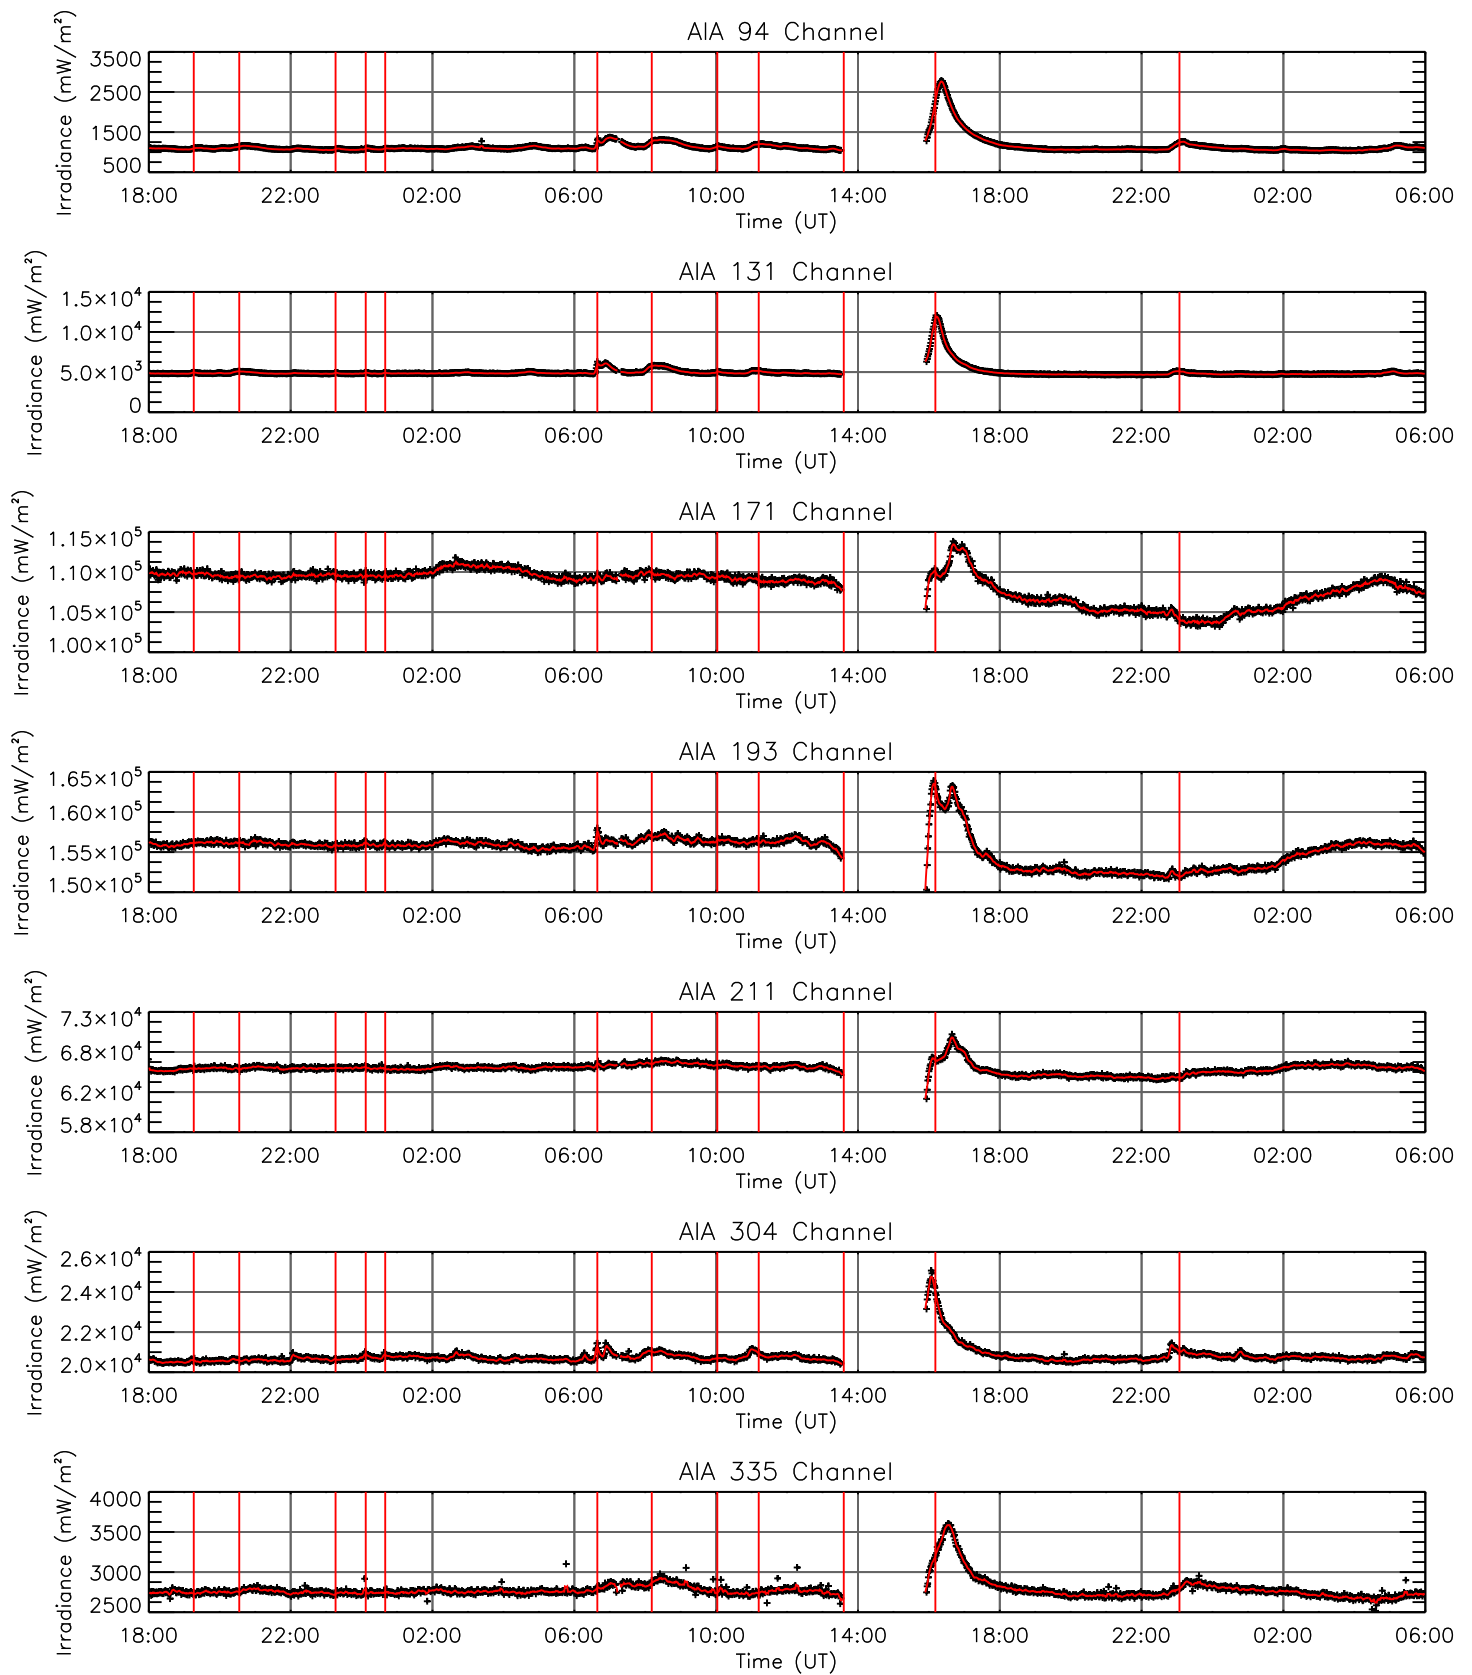 AIA 94 Channel
Irradiance (mW/m²)
3500
2500
1500
500
18:00 22:00 02:00 06:00 10:00 14:00 18:00 22:00 02:00 06:00
Time (UT)
AIA 131 Channel
Irradiance (mW/m²)
1.5×10⁴
1.0×10⁴
5.0×10³
0
18:00 22:00 02:00 06:00 10:00 14:00 18:00 22:00 02:00 06:00
Time (UT)
AIA 171 Channel
Irradiance (mW/m²)
1.15×10⁵
1.10×10⁵
1.05×10⁵
1.00×10⁵
18:00 22:00 02:00 06:00 10:00 14:00 18:00 22:00 02:00 06:00
Time (UT)
AIA 193 Channel
Irradiance (mW/m²)
1.65×10⁵
1.60×10⁵
1.55×10⁵
1.50×10⁵
18:00 22:00 02:00 06:00 10:00 14:00 18:00 22:00 02:00 06:00
Time (UT)
AIA 211 Channel
Irradiance (mW/m²)
7.3×10⁴
6.8×10⁴
6.2×10⁴
5.8×10⁴
18:00 22:00 02:00 06:00 10:00 14:00 18:00 22:00 02:00 06:00
Time (UT)
AIA 304 Channel
Irradiance (mW/m²)
2.6×10⁴
2.4×10⁴
2.2×10⁴
2.0×10⁴
18:00 22:00 02:00 06:00 10:00 14:00 18:00 22:00 02:00 06:00
Time (UT)
AIA 335 Channel
Irradiance (mW/m²)
4000
3500
3000
2500
18:00 22:00 02:00 06:00 10:00 14:00 18:00 22:00 02:00 06:00
Time (UT)